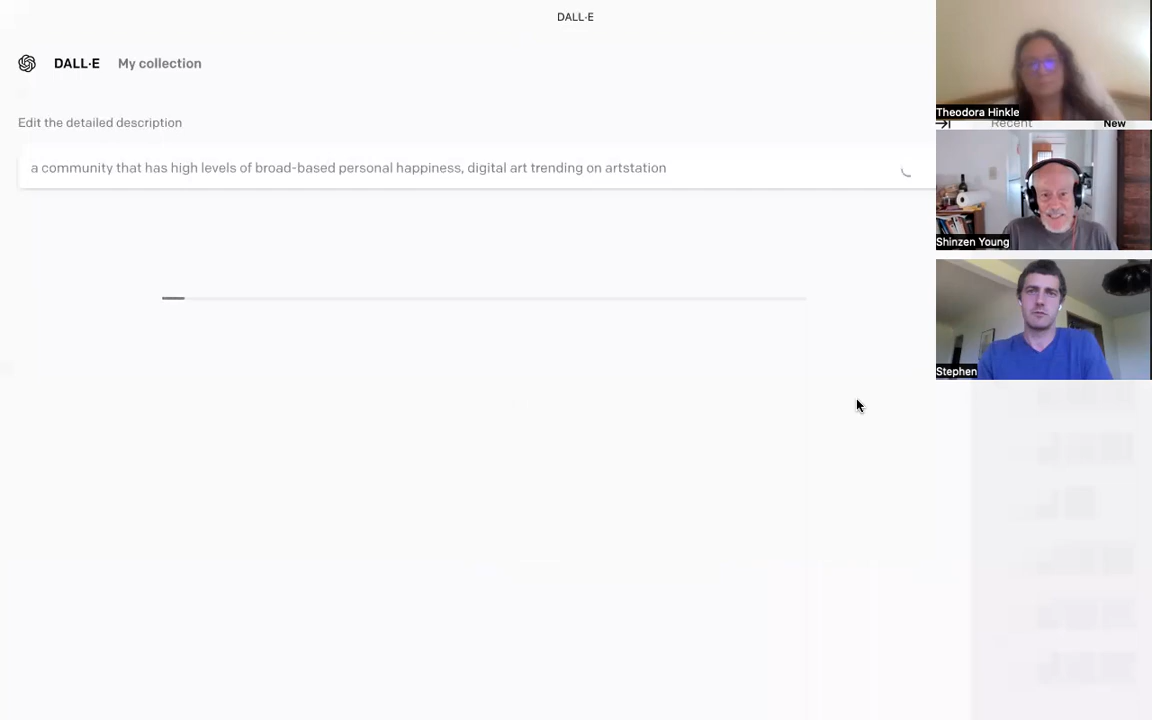 DALL·E
DALL·E My collection
Edit the detailed description
a community that has high levels of broad-based personal happiness, digital art trending on artstation
Theodora Hinkle
Recent New
Shinzen Young
Stephen